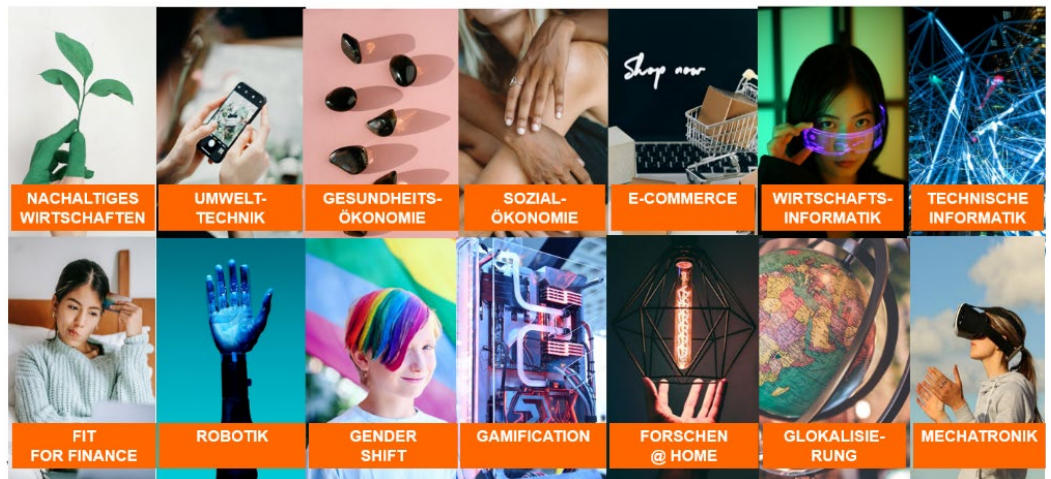 Shop now
NACHALTIGES
WIRTSCHAFTEN
UMWELT-
TECHNIK
GESUNDHEITS-
ÖKONOMIE
SOZIAL-
ÖKONOMIE
E-COMMERCE
WIRTSCHAFTS-
INFORMATIK
TECHNISCHE
INFORMATIK
FIT
FOR FINANCE
ROBOTIK
GENDER
SHIFT
GAMIFICATION
FORSCHEN
@ HOME
GLOKALISIE-
RUNG
MECHATRONIK